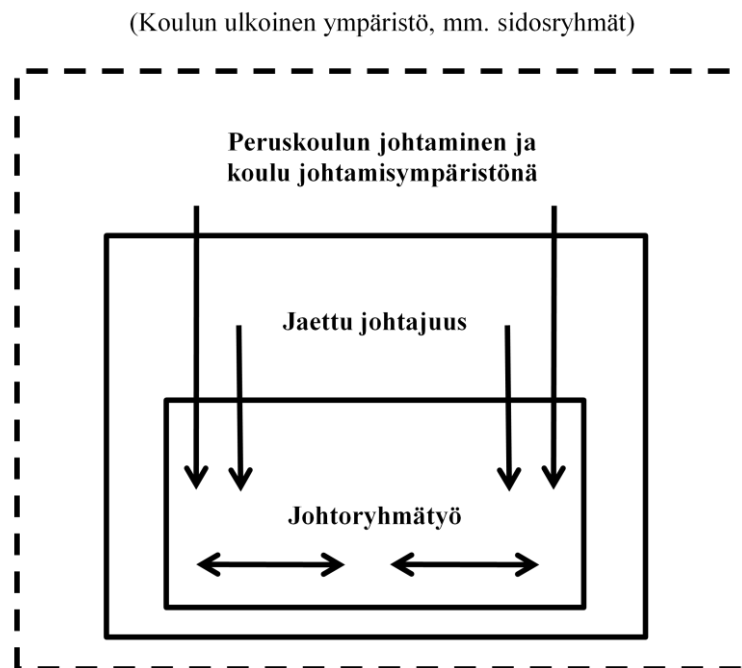 (Koulun ulkoinen ympäristö, mm. sidosryhmät)
Peruskoulun johtaminen ja
koulu johtamisympäristönä
Jaettu johtajuus
Johtoryhmätyö